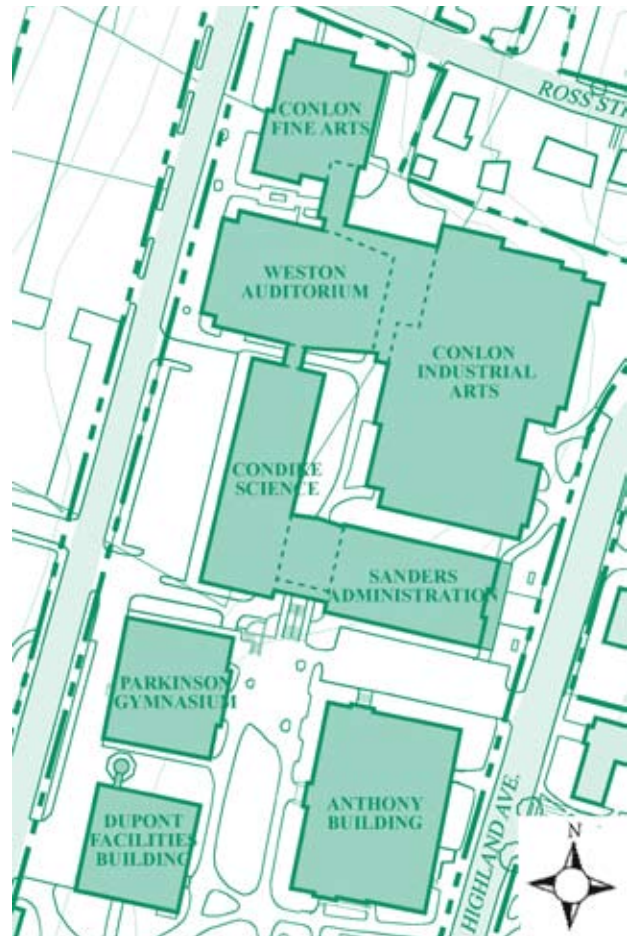 ROSS
CONLON
FINE ARTS
WESTON
AUDITORIUM
CONLON
INDUSTRIAL
ARTS
CONDIKE
SCIENCE
SANDERS
ADMINISTRATION
PARKINSON
GYMNASIUM
ANTHONY
BUILDING
DUPONT
FACILITIES
BUILDING
HIGHLAND AVE.
N